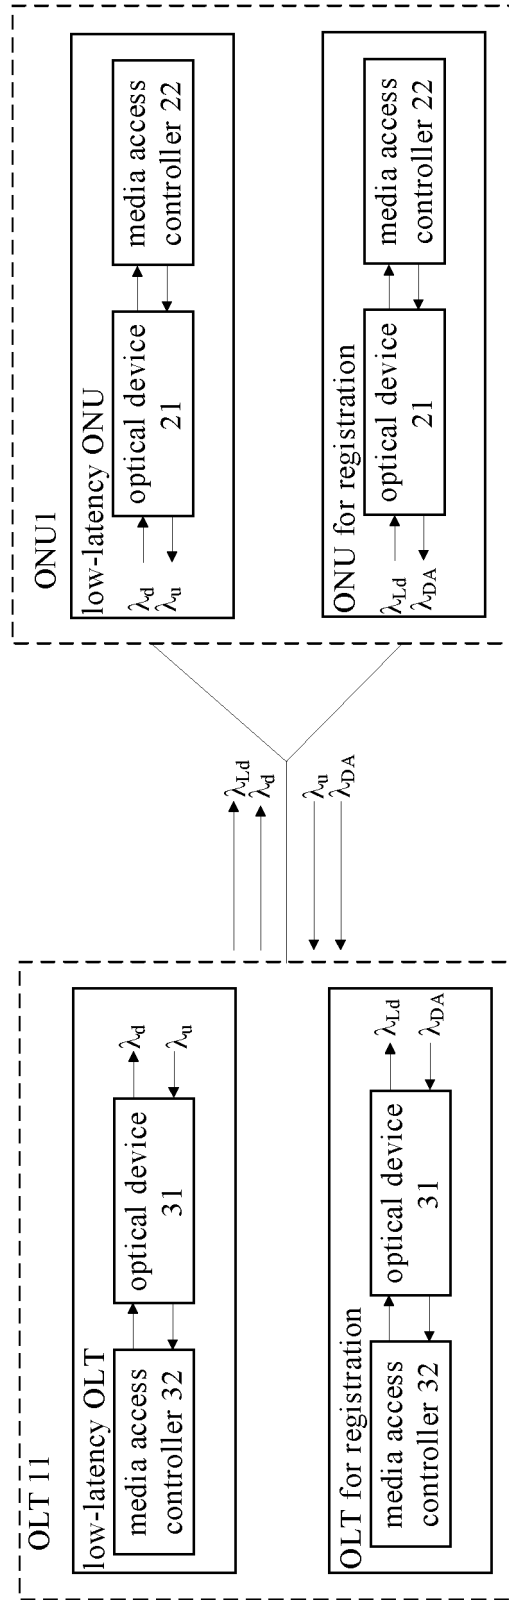 OLT 11
low-latency OLT
media access
controller 32
optical device
31
λd
λu
OLT for registration
media access
controller 32
optical device
31
λLd
λDA
λLd
λd
λu
λDA
ONU1
low-latency ONU
λd
λu
optical device
21
media access
controller 22
ONU for registration
λLd
λDA
optical device
21
media access
controller 22